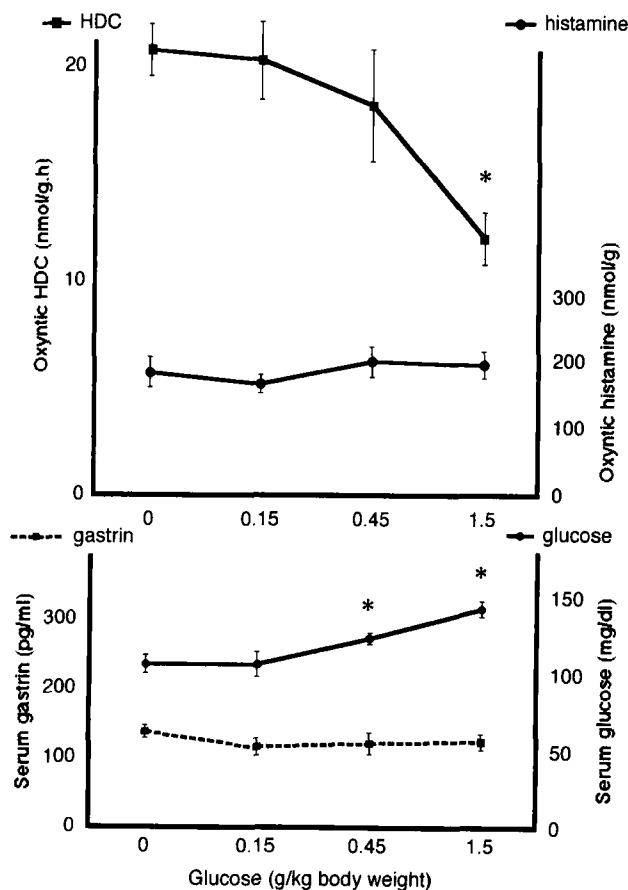 HDC
histamine
20
10
0
Oxyntic HDC (nmol/g.h)
*
300
200
100
0
Oxyntic histamine (nmol/g)
0 0.15 0.45 1.5
gastrin
glucose
300
200
100
0
Serum gastrin (pg/ml)
* *
150
100
50
0
Serum glucose (mg/dl)
0 0.15 0.45 1.5
Glucose (g/kg body weight)